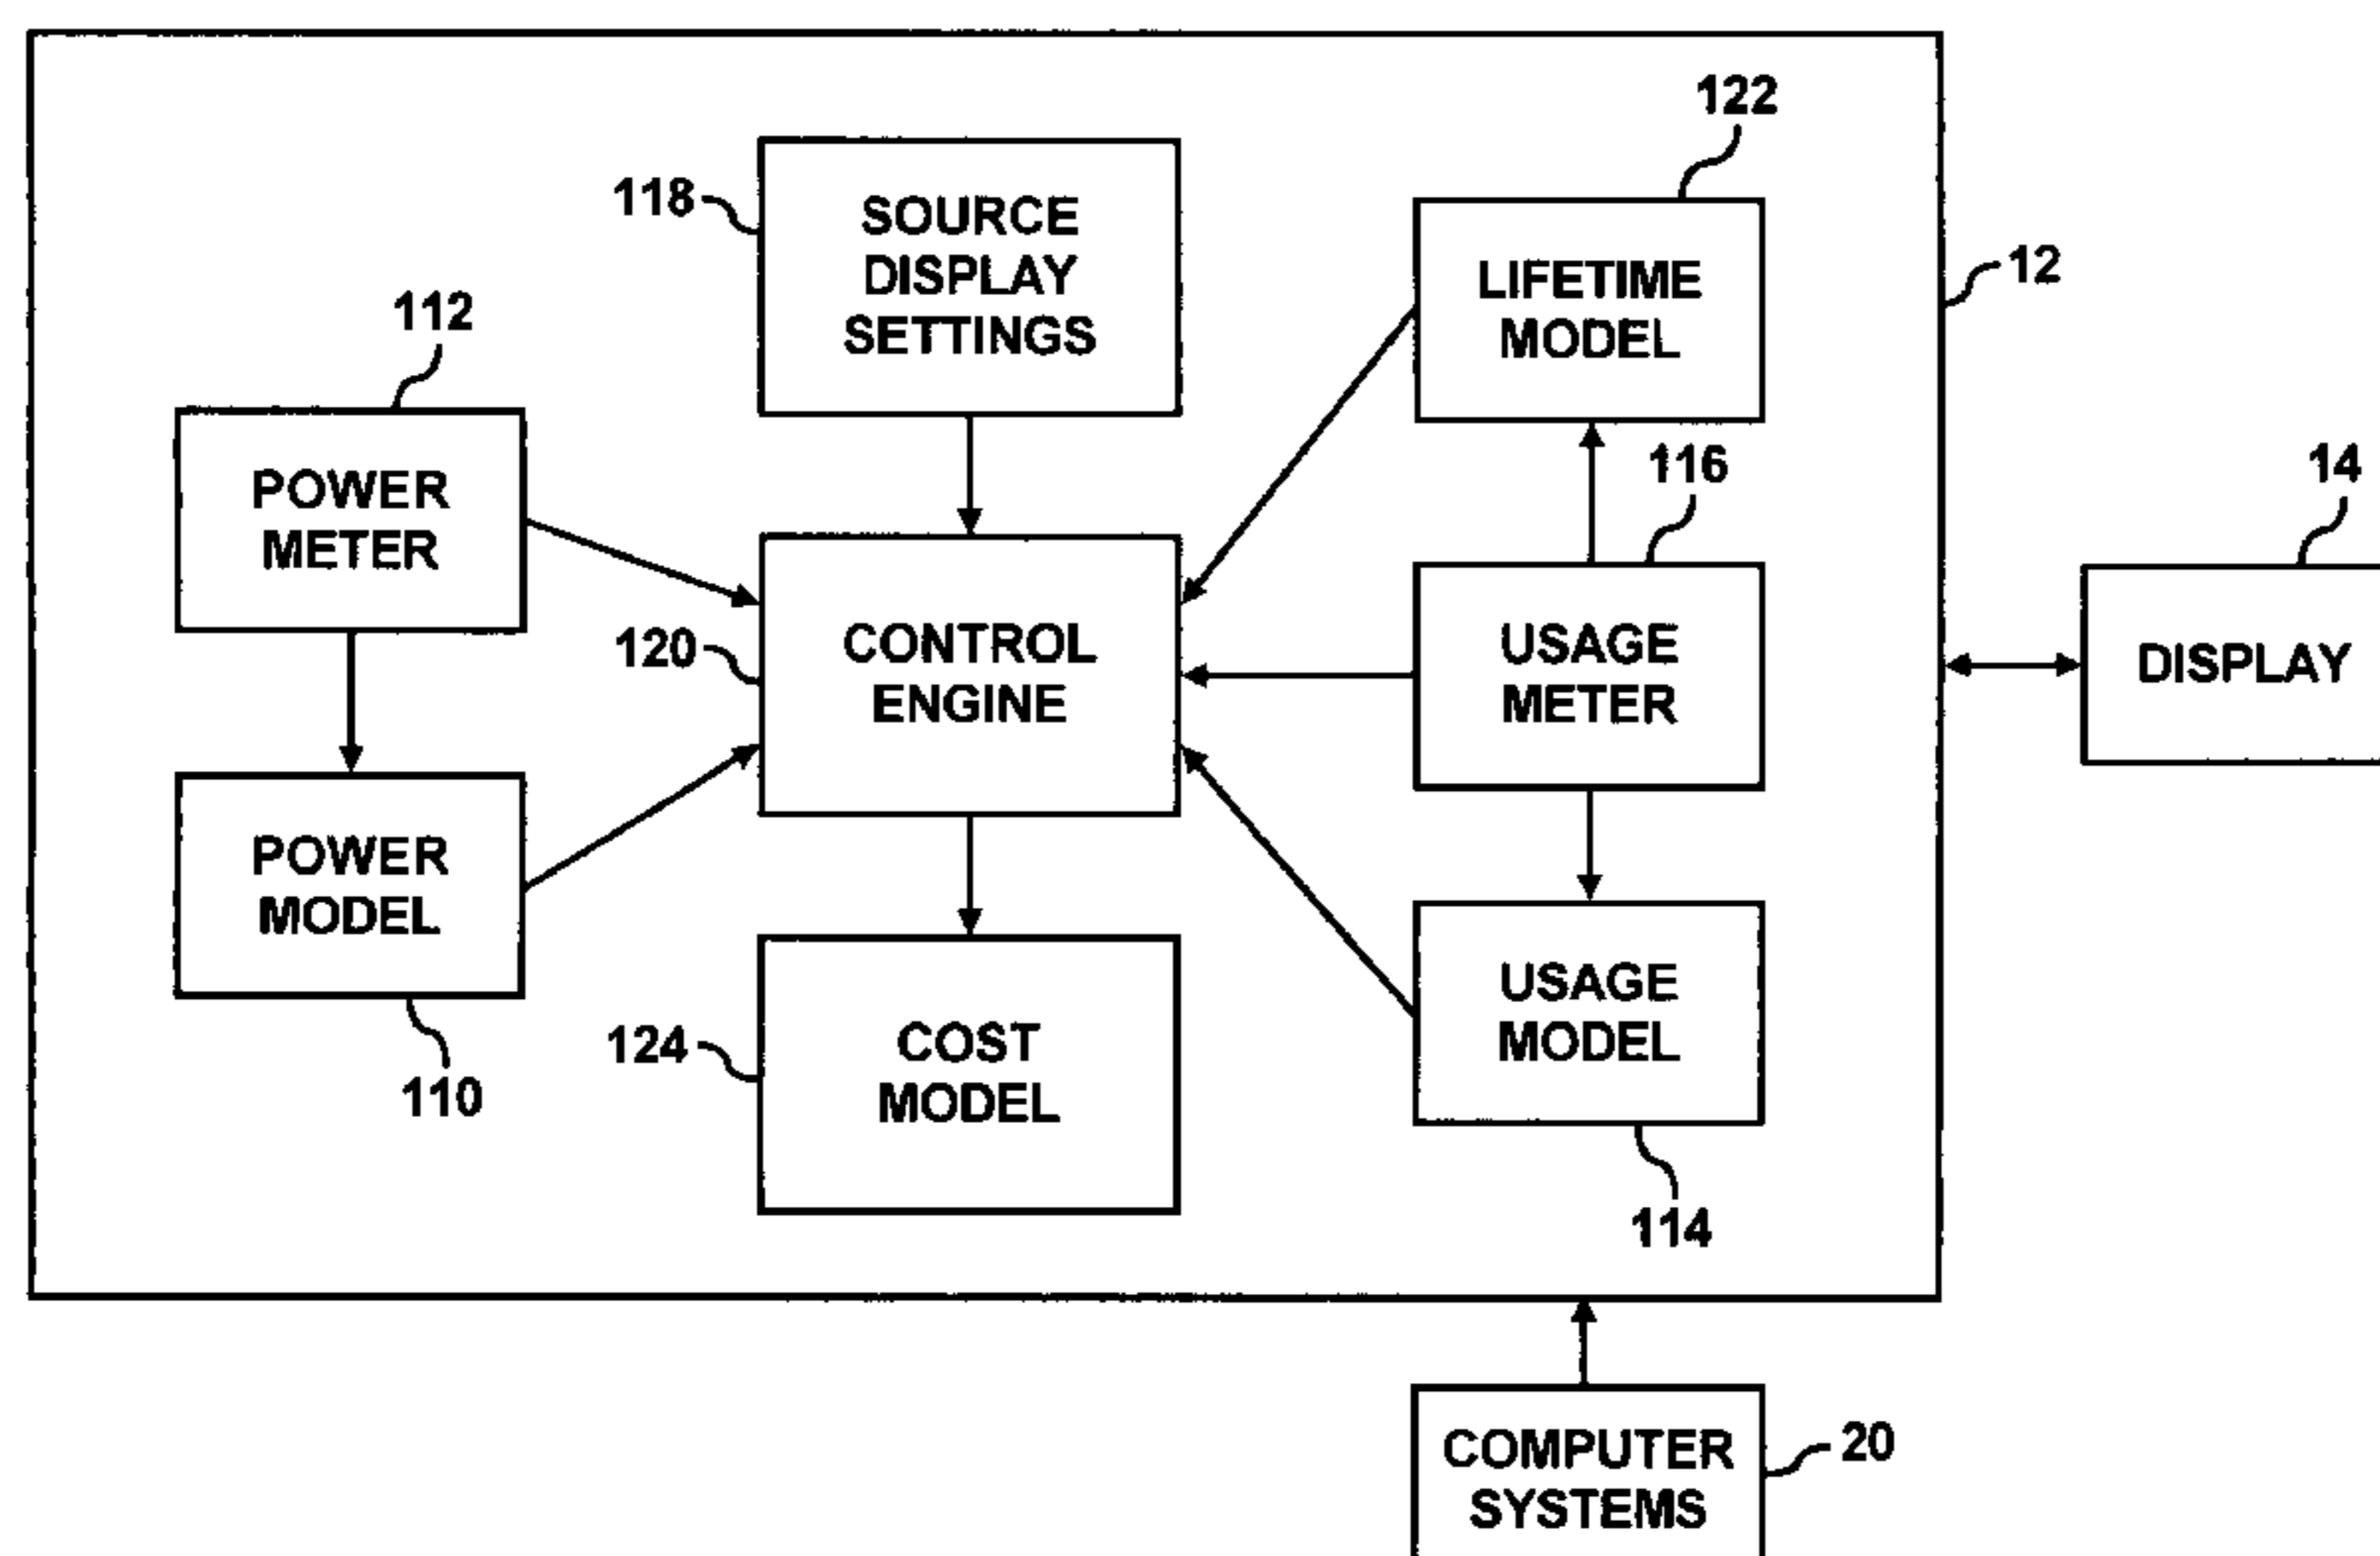 122
118
SOURCE
DISPLAY
SETTINGS
12
LIFETIME
MODEL
112
116
14
POWER
METER
120
CONTROL
ENGINE
USAGE
METER
DISPLAY
POWER
MODEL
110
124
COST
MODEL
USAGE
MODEL
114
COMPUTER
SYSTEMS
20